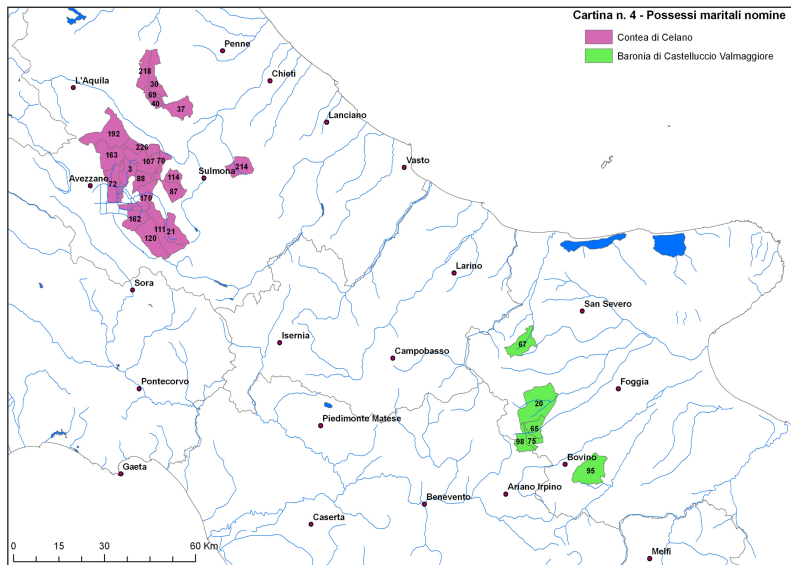 Cartina n. 4 - Possessi maritali nomine
Contea di Celano
Baronia di Castelluccio Valmaggiore
Penne
218
L'Aquila
Chieti
30
69
40
37
Lanciano
192
226
163
107
70
Vasto
3
214
Sulmona
Avezzano
72
88
114
87
170
162
111
21
120
Larino
Sora
San Severo
Isernia
67
Campobasso
Pontecorvo
Foggia
20
Piedimonte Matese
65
98
75
Bovino
95
Gaeta
Ariano Irpino
Benevento
Caserta
Melfi
0 15 30 60 Km